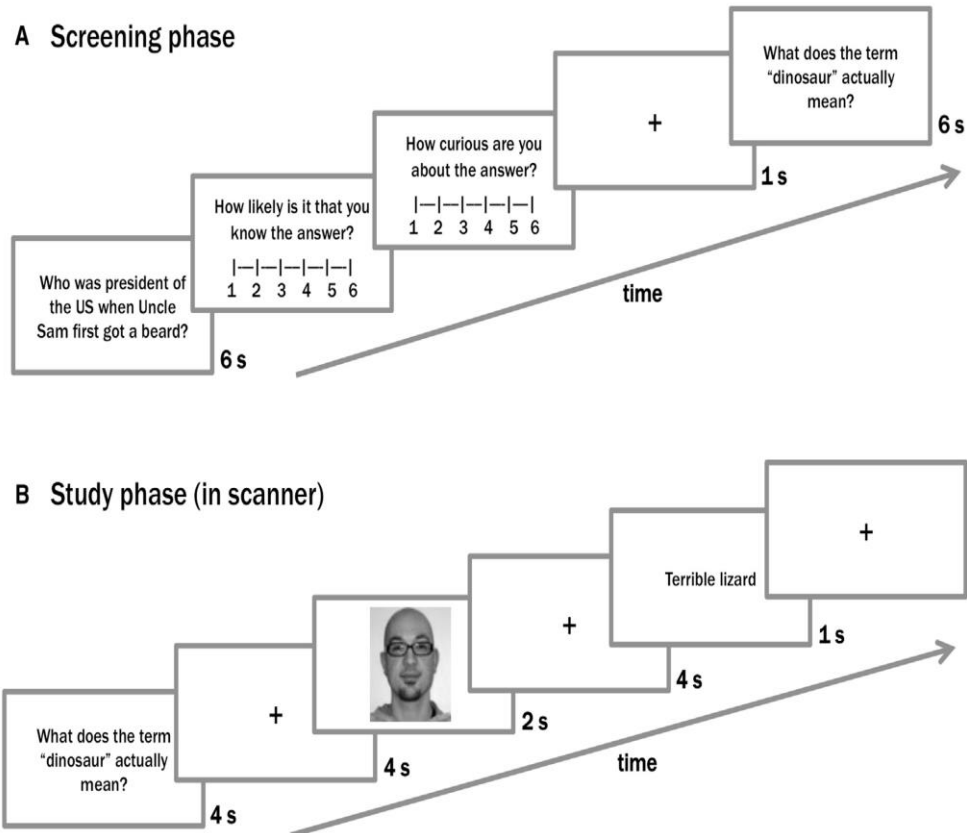 A Screening phase
Who was president of
the US when Uncle
Sam first got a beard?
6 s
How likely is it that you
know the answer?
|—|—|—|—|—|
1 2 3 4 5 6
How curious are you
about the answer?
|—|—|—|—|—|
1 2 3 4 5 6
+
1 s
What does the term
“dinosaur” actually
mean?
6 s
time
B Study phase (in scanner)
What does the term
“dinosaur” actually
mean?
4 s
+
4 s
2 s
+
4 s
Terrible lizard
1 s
+
time